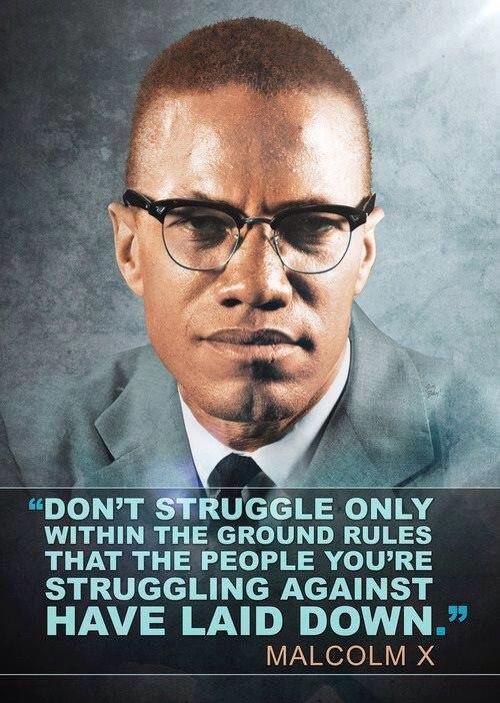 “DON’T STRUGGLE ONLY
WITHIN THE GROUND RULES
THAT THE PEOPLE YOU’RE
STRUGGLING AGAINST
HAVE LAID DOWN.”
MALCOLM X